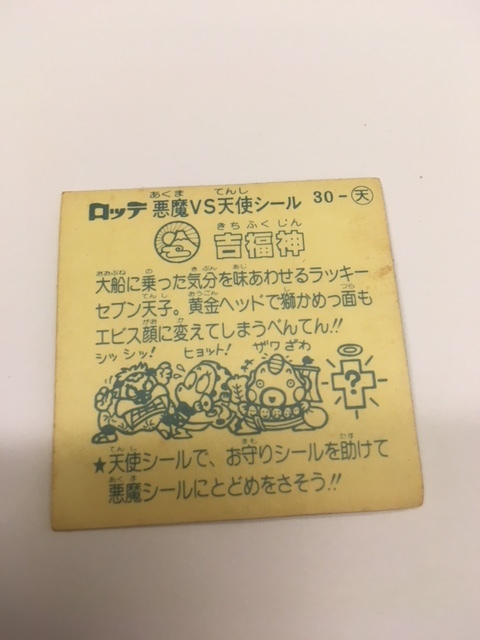 ロッテ 悪魔VS天使シール 30-天
吉福神
大船に乗った気分を味あわせるラッキー
セブン天子。黄金ヘッドで獅かめっ面も
エビス顔に変えてしまうべんてん!!
シッシッ! ヒョット! ザワざわ
?
★天使シールで、お守りシールを助けて
悪魔シールにとどめをさそう!!